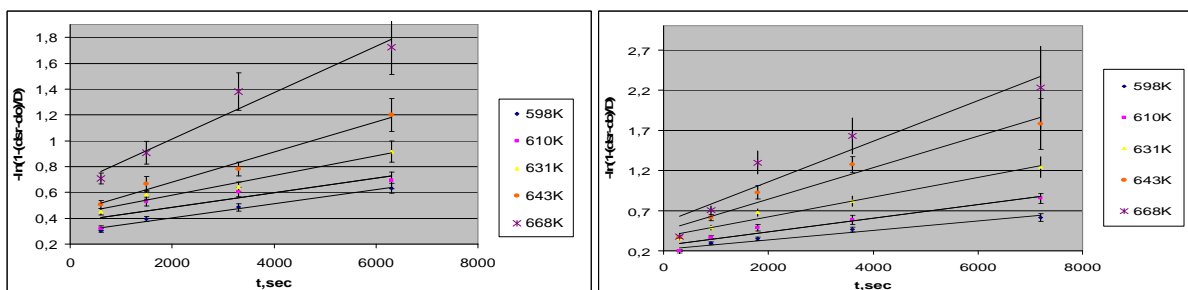 1,8
1,6
1,4
1,2
1
0,8
0,6
0,4
0,2
0
2000
4000
6000
8000
t,sec
-ln(1-(dsr-do)/D)
598K
610K
631K
643K
668K
2,7
2,2
1,7
1,2
0,7
0,2
0
2000
4000
6000
8000
t,sec
-ln(1-(dsr-do)/D)
598K
610K
631K
643K
668K